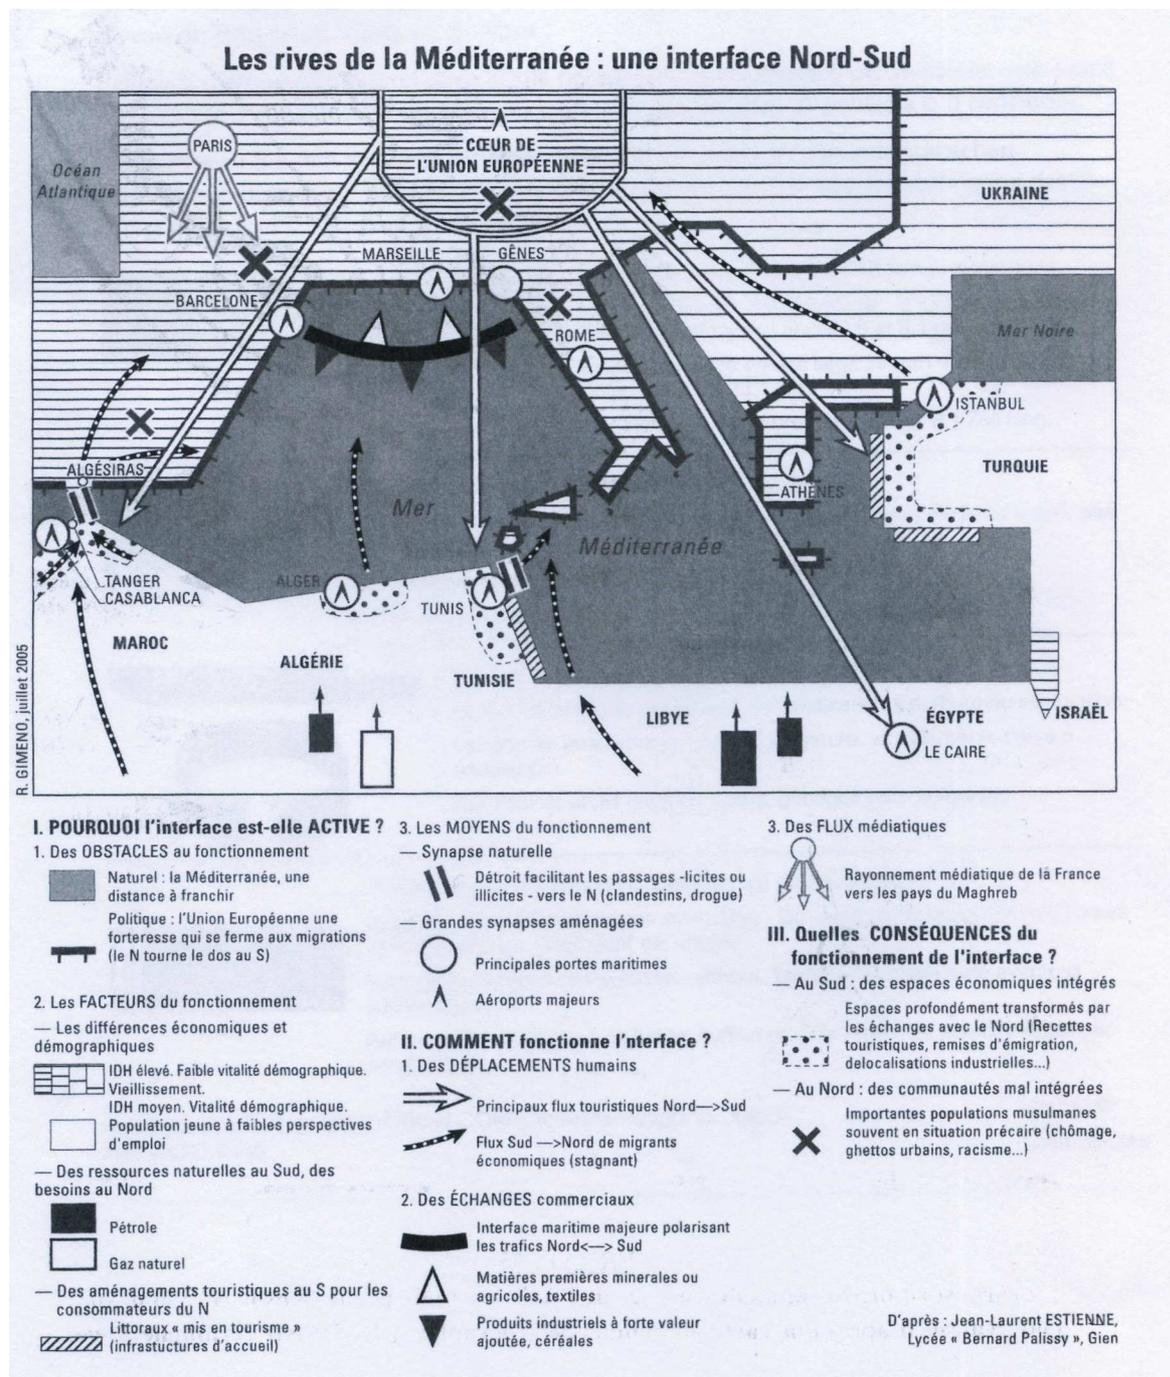 Les rives de la Méditerranée : une interface Nord-Sud
Océan
Atlantique
PARIS
CŒUR DE
L'UNION EUROPÉENNE
UKRAINE
MARSEILLE
GÊNES
BARCELONE
ROME
Mer Noire
ISTANBUL
TURQUIE
ALGÉSIRAS
ATHÈNES
Mer
Méditerranée
TANGER
CASABLANCA
ALGER
TUNIS
MAROC
ALGÉRIE
TUNISIE
LIBYE
ÉGYPTE
LE CAIRE
ISRAËL
R. GIMENO, juillet 2005
I. POURQUOI l'interface est-elle ACTIVE ?
1. Des OBSTACLES au fonctionnement
Naturel : la Méditerranée, une
distance à franchir
Politique : l'Union Européenne une
forteresse qui se ferme aux migrations
(le N tourne le dos au S)
2. Les FACTEURS du fonctionnement
— Les différences économiques et
démographiques
IDH élevé. Faible vitalité démographique.
Vieillissement.
IDH moyen. Vitalité démographique.
Population jeune à faibles perspectives
d'emploi
— Des ressources naturelles au Sud, des
besoins au Nord
Pétrole
Gaz naturel
— Des aménagements touristiques au S pour les
consommateurs du N
Littoraux « mis en tourisme »
(infrastuctures d'accueil)
3. Les MOYENS du fonctionnement
— Synapse naturelle
Détroit facilitant les passages -licites ou
illicites - vers le N (clandestins, drogue)
— Grandes synapses aménagées
Principales portes maritimes
Aéroports majeurs
II. COMMENT fonctionne l'nterface ?
1. Des DÉPLACEMENTS humains
Principaux flux touristiques Nord—>Sud
Flux Sud —>Nord de migrants
économiques (stagnant)
2. Des ÉCHANGES commerciaux
Interface maritime majeure polarisant
les trafics Nord<—> Sud
Matières premières minerales ou
agricoles, textiles
Produits industriels à forte valeur
ajoutée, céréales
3. Des FLUX médiatiques
Rayonnement médiatique de la France
vers les pays du Maghreb
III. Quelles CONSÉQUENCES du
fonctionnement de l'interface ?
— Au Sud : des espaces économiques intégrés
Espaces profondément transformés par
les échanges avec le Nord (Recettes
touristiques, remises d'émigration,
delocalisations industrielles...)
— Au Nord : des communautés mal intégrées
Importantes populations musulmanes
souvent en situation précaire (chômage,
ghettos urbains, racisme...)
D'après : Jean-Laurent ESTIENNE,
Lycée « Bernard Palissy », Gien